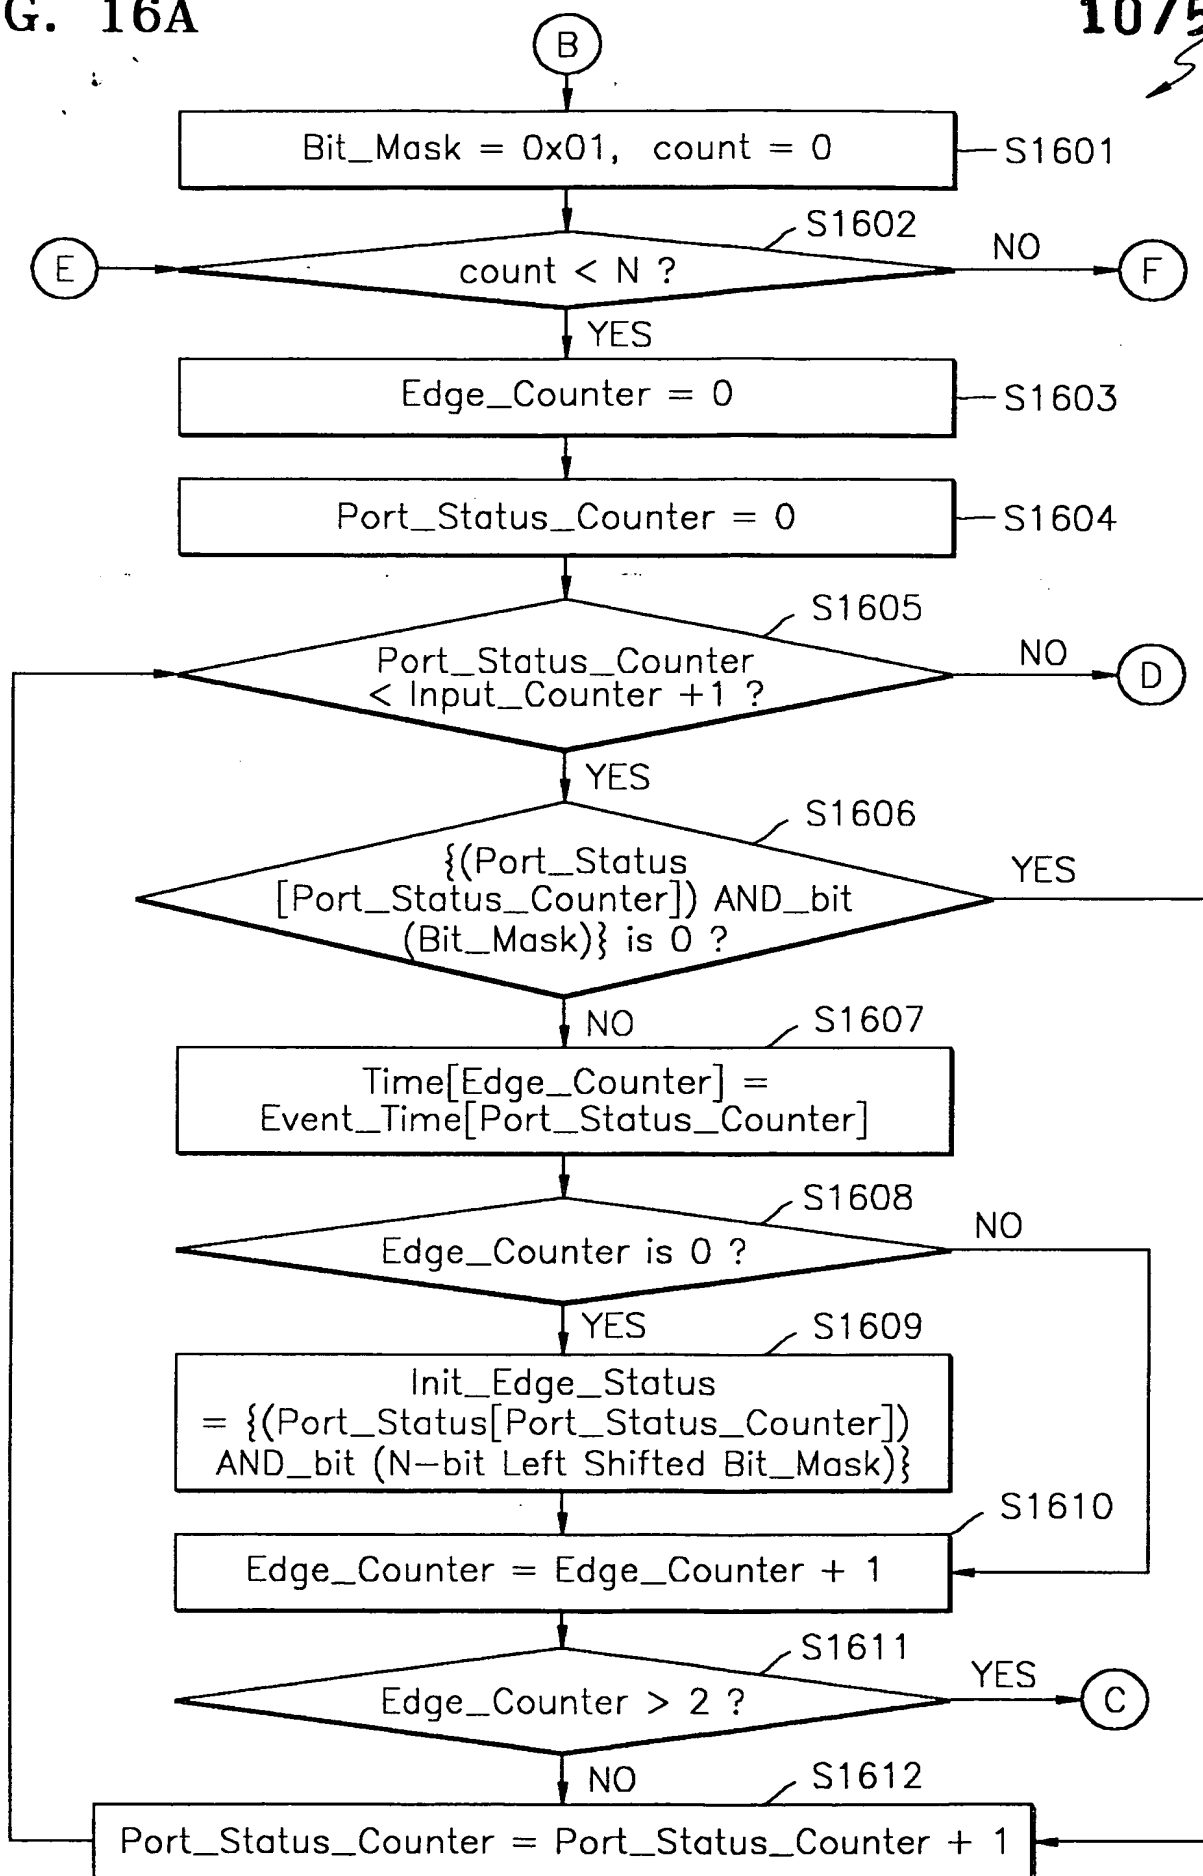 G. 16A
1075
B
Bit_Mask = 0x01, count = 0
S1601
S1602
E
count < N ?
NO
F
YES
Edge_Counter = 0
S1603
Port_Status_Counter = 0
S1604
S1605
Port_Status_Counter
< Input_Counter +1 ?
NO
D
YES
S1606
{(Port_Status
[Port_Status_Counter]) AND_bit
(Bit_Mask)} is 0 ?
YES
NO
S1607
Time[Edge_Counter] =
Event_Time[Port_Status_Counter]
S1608
Edge_Counter is 0 ?
NO
YES
S1609
Init_Edge_Status
= {(Port_Status[Port_Status_Counter])
AND_bit (N-bit Left Shifted Bit_Mask)}
S1610
Edge_Counter = Edge_Counter + 1
S1611
Edge_Counter > 2 ?
YES
C
NO
S1612
Port_Status_Counter = Port_Status_Counter + 1